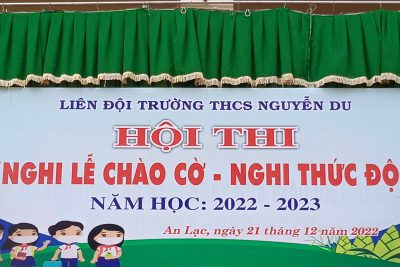 LIÊN ĐỘI TRƯỜNG THCS NGUYỄN DU
HỘI THI
NGHI LỄ CHÀO CỜ - NGHI THỨC ĐỘ
NĂM HỌC: 2022 - 2023
An Lạc, ngày 21 tháng 12 năm 2022